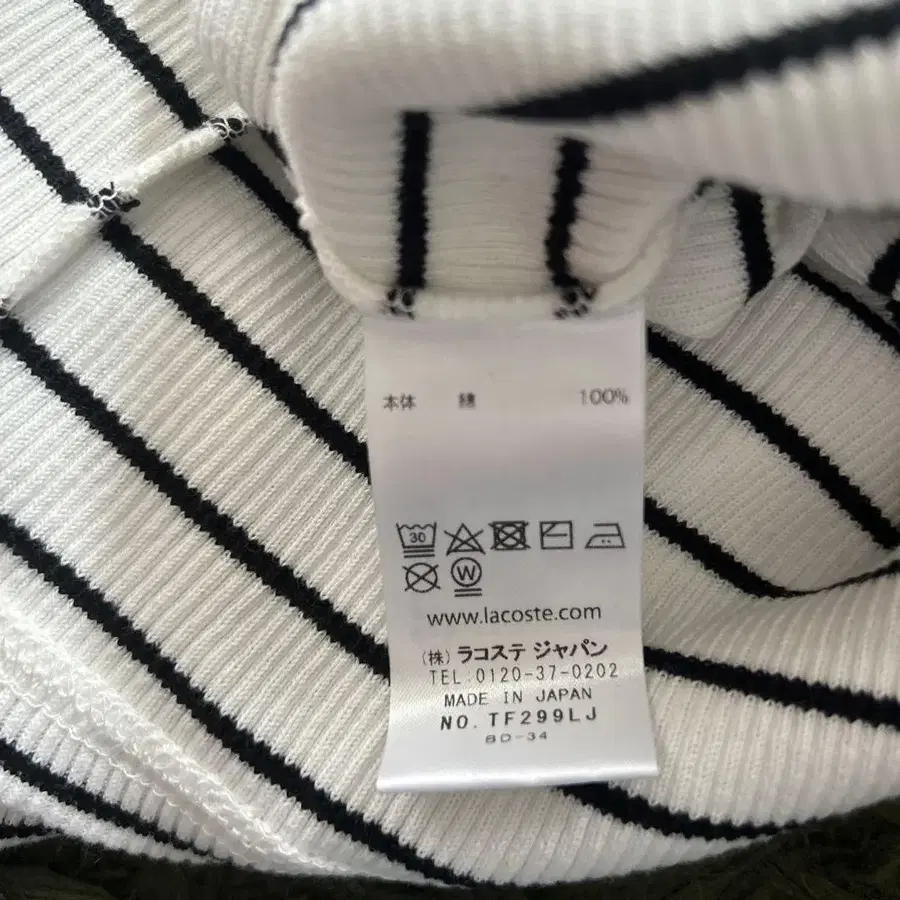 本体 綿 100%
30
W
www.lacoste.com
(株) ラコステ ジャパン
TEL:0120-37-0202
MADE IN JAPAN
NO. TF299LJ
8D-34